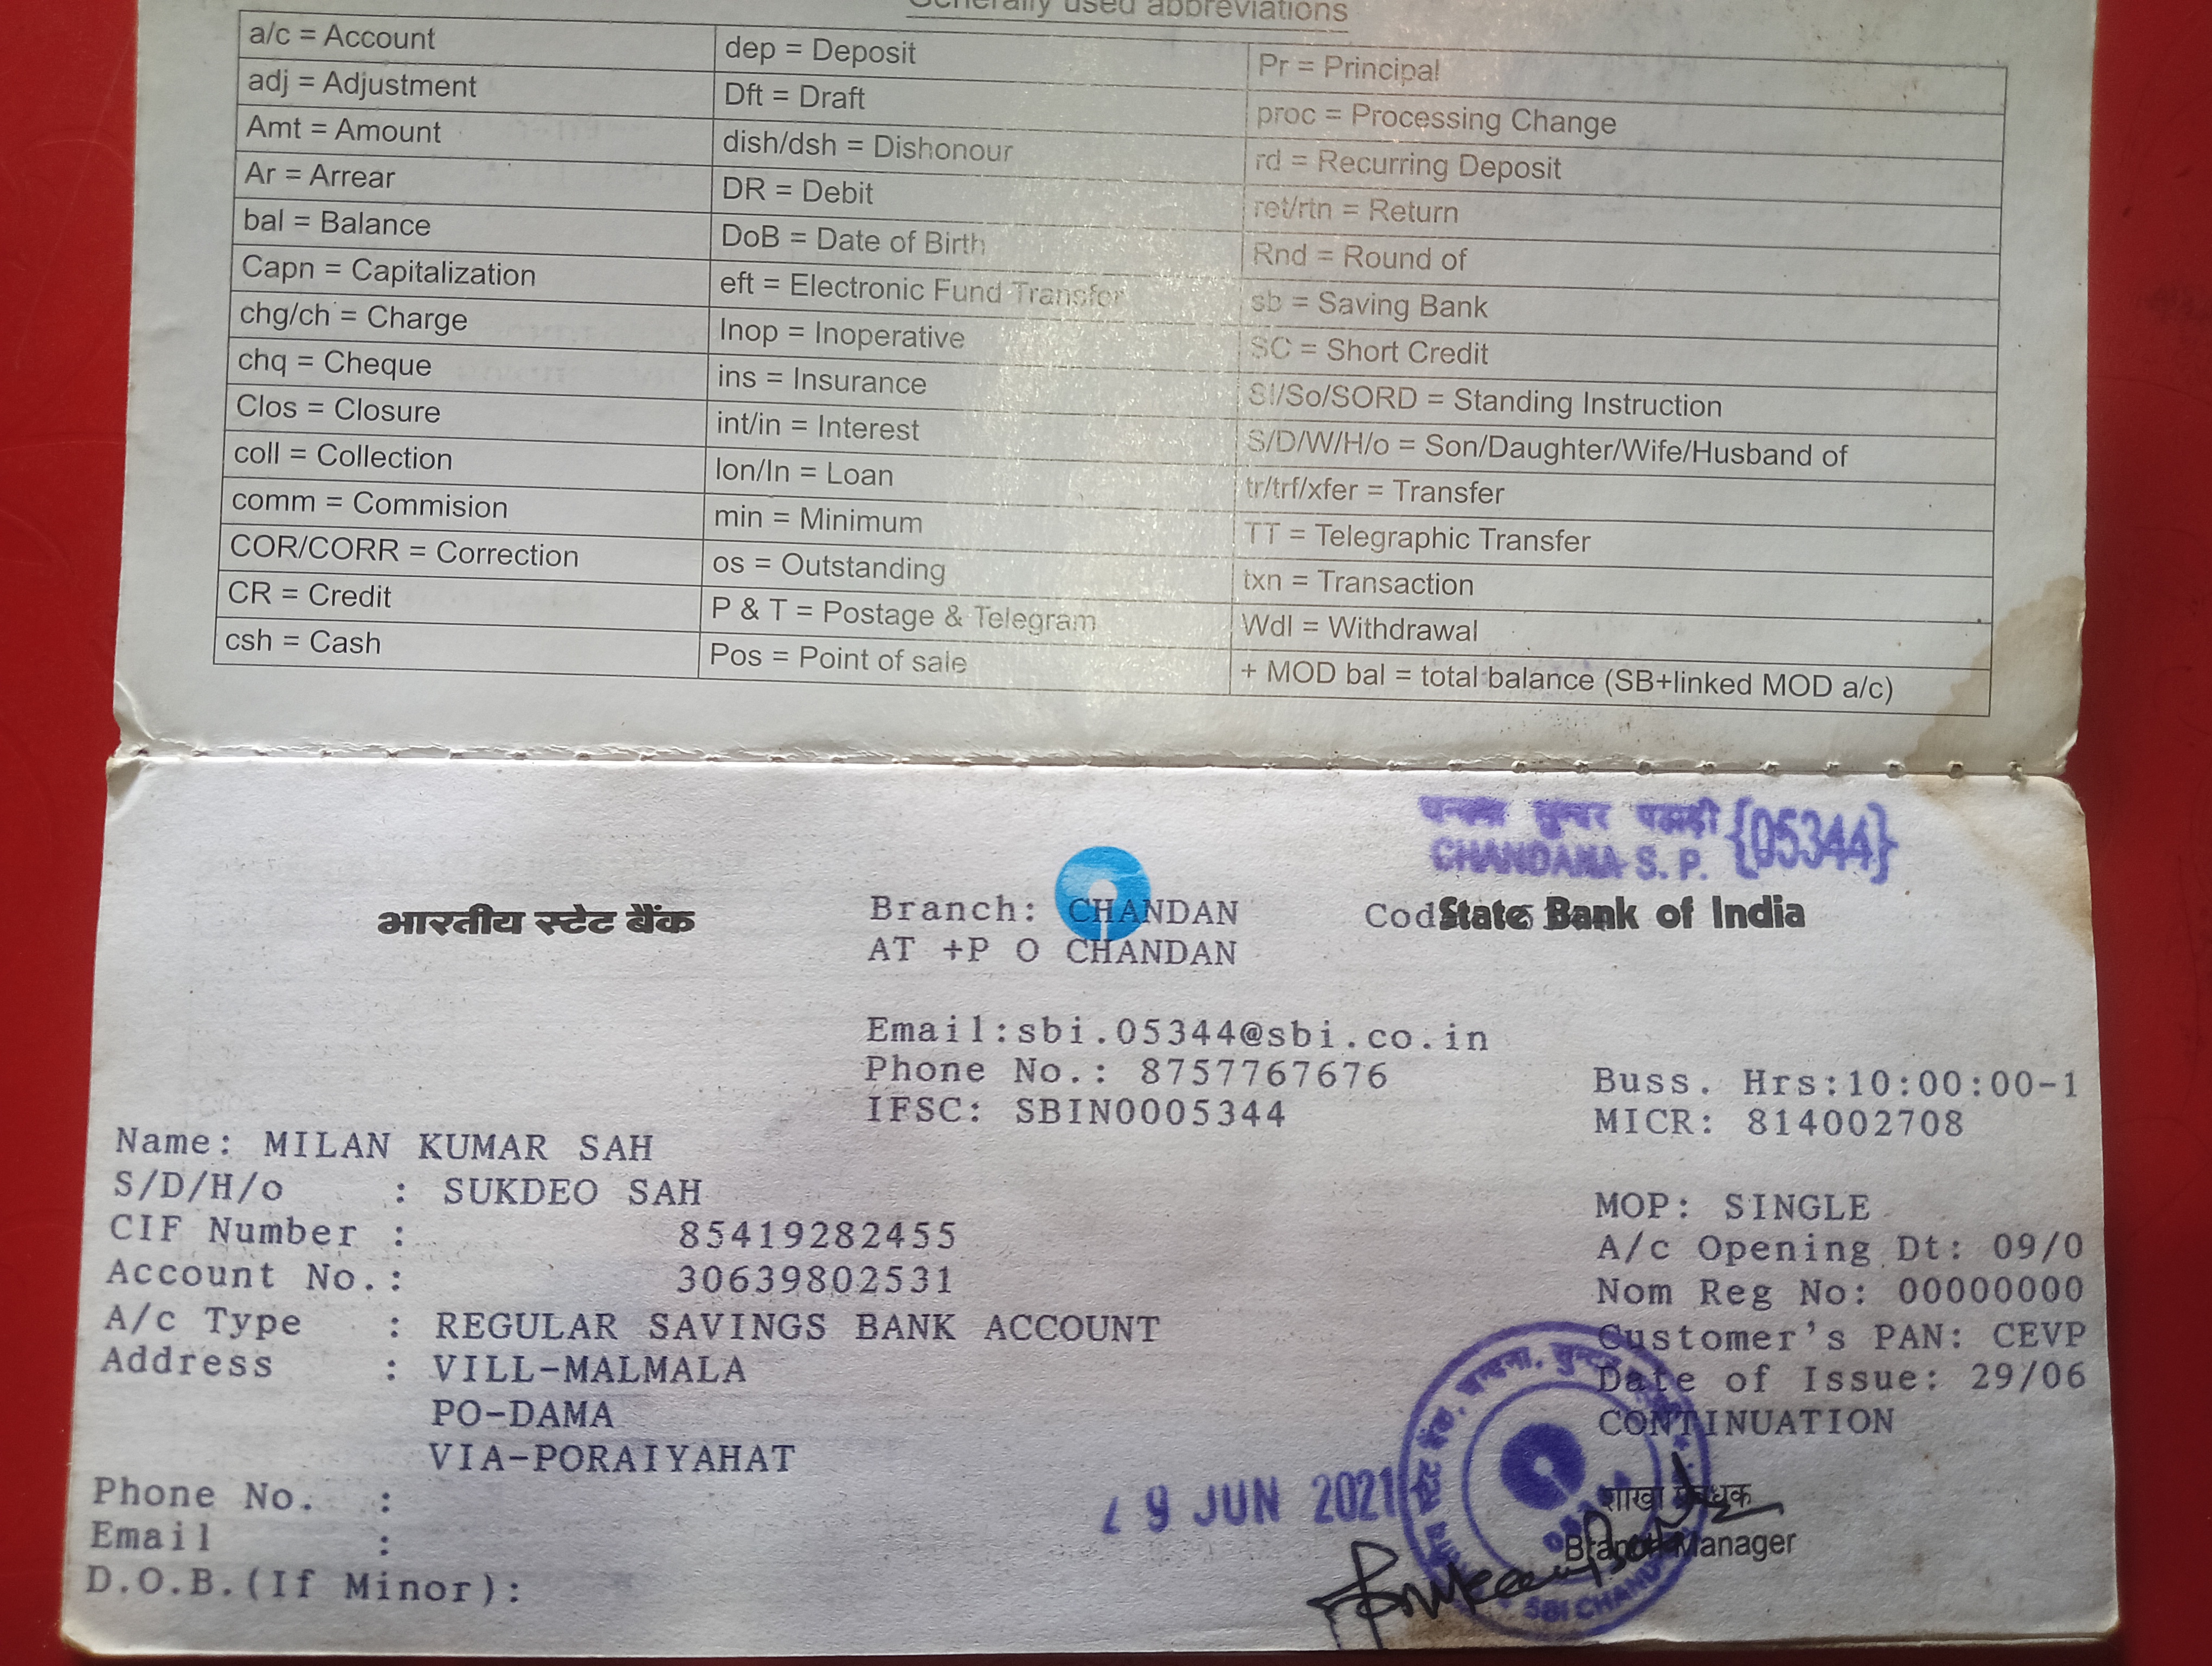 Generally used abbreviations
a/c = Account
adj = Adjustment
Amt = Amount
Ar = Arrear
bal = Balance
Capn = Capitalization
chg/ch = Charge
chq = Cheque
Clos = Closure
coll = Collection
comm = Commision
COR/CORR = Correction
CR = Credit
csh = Cash
dep = Deposit
Dft = Draft
dish/dsh = Dishonour
DR = Debit
DoB = Date of Birth
eft = Electronic Fund Transfer
Inop = Inoperative
ins = Insurance
int/in = Interest
lon/ln = Loan
min = Minimum
os = Outstanding
P & T = Postage & Telegram
Pos = Point of sale
Pr = Principal
proc = Processing Change
rd = Recurring Deposit
ret/rtn = Return
Rnd = Round of
sb = Saving Bank
SC = Short Credit
SI/So/SORD = Standing Instruction
S/D/W/H/o = Son/Daughter/Wife/Husband of
tr/trf/xfer = Transfer
TT = Telegraphic Transfer
txn = Transaction
Wdl = Withdrawal
+ MOD bal = total balance (SB+linked MOD a/c)
{05344}
CHANDANA S. P.
भारतीय स्टेट बैंक
State Bank of India
Branch: CHANDAN
AT +P O CHANDAN
Email:sbi.05344@sbi.co.in
Phone No.: 8757767676
IFSC: SBIN0005344
Buss. Hrs:10:00:00-1
MICR: 814002708
Name: MILAN KUMAR SAH
S/D/H/o : SUKDEO SAH
CIF Number : 85419282455
Account No.: 30639802531
A/c Type : REGULAR SAVINGS BANK ACCOUNT
Address : VILL-MALMALA
PO-DAMA
VIA-PORAIYAHAT
Phone No. :
Email :
D.O.B.(If Minor):
MOP: SINGLE
A/c Opening Dt: 09/0
Nom Reg No: 00000000
Customer's PAN: CEVP
Date of Issue: 29/06
CONTINUATION
9 JUN 2021
Branch Manager